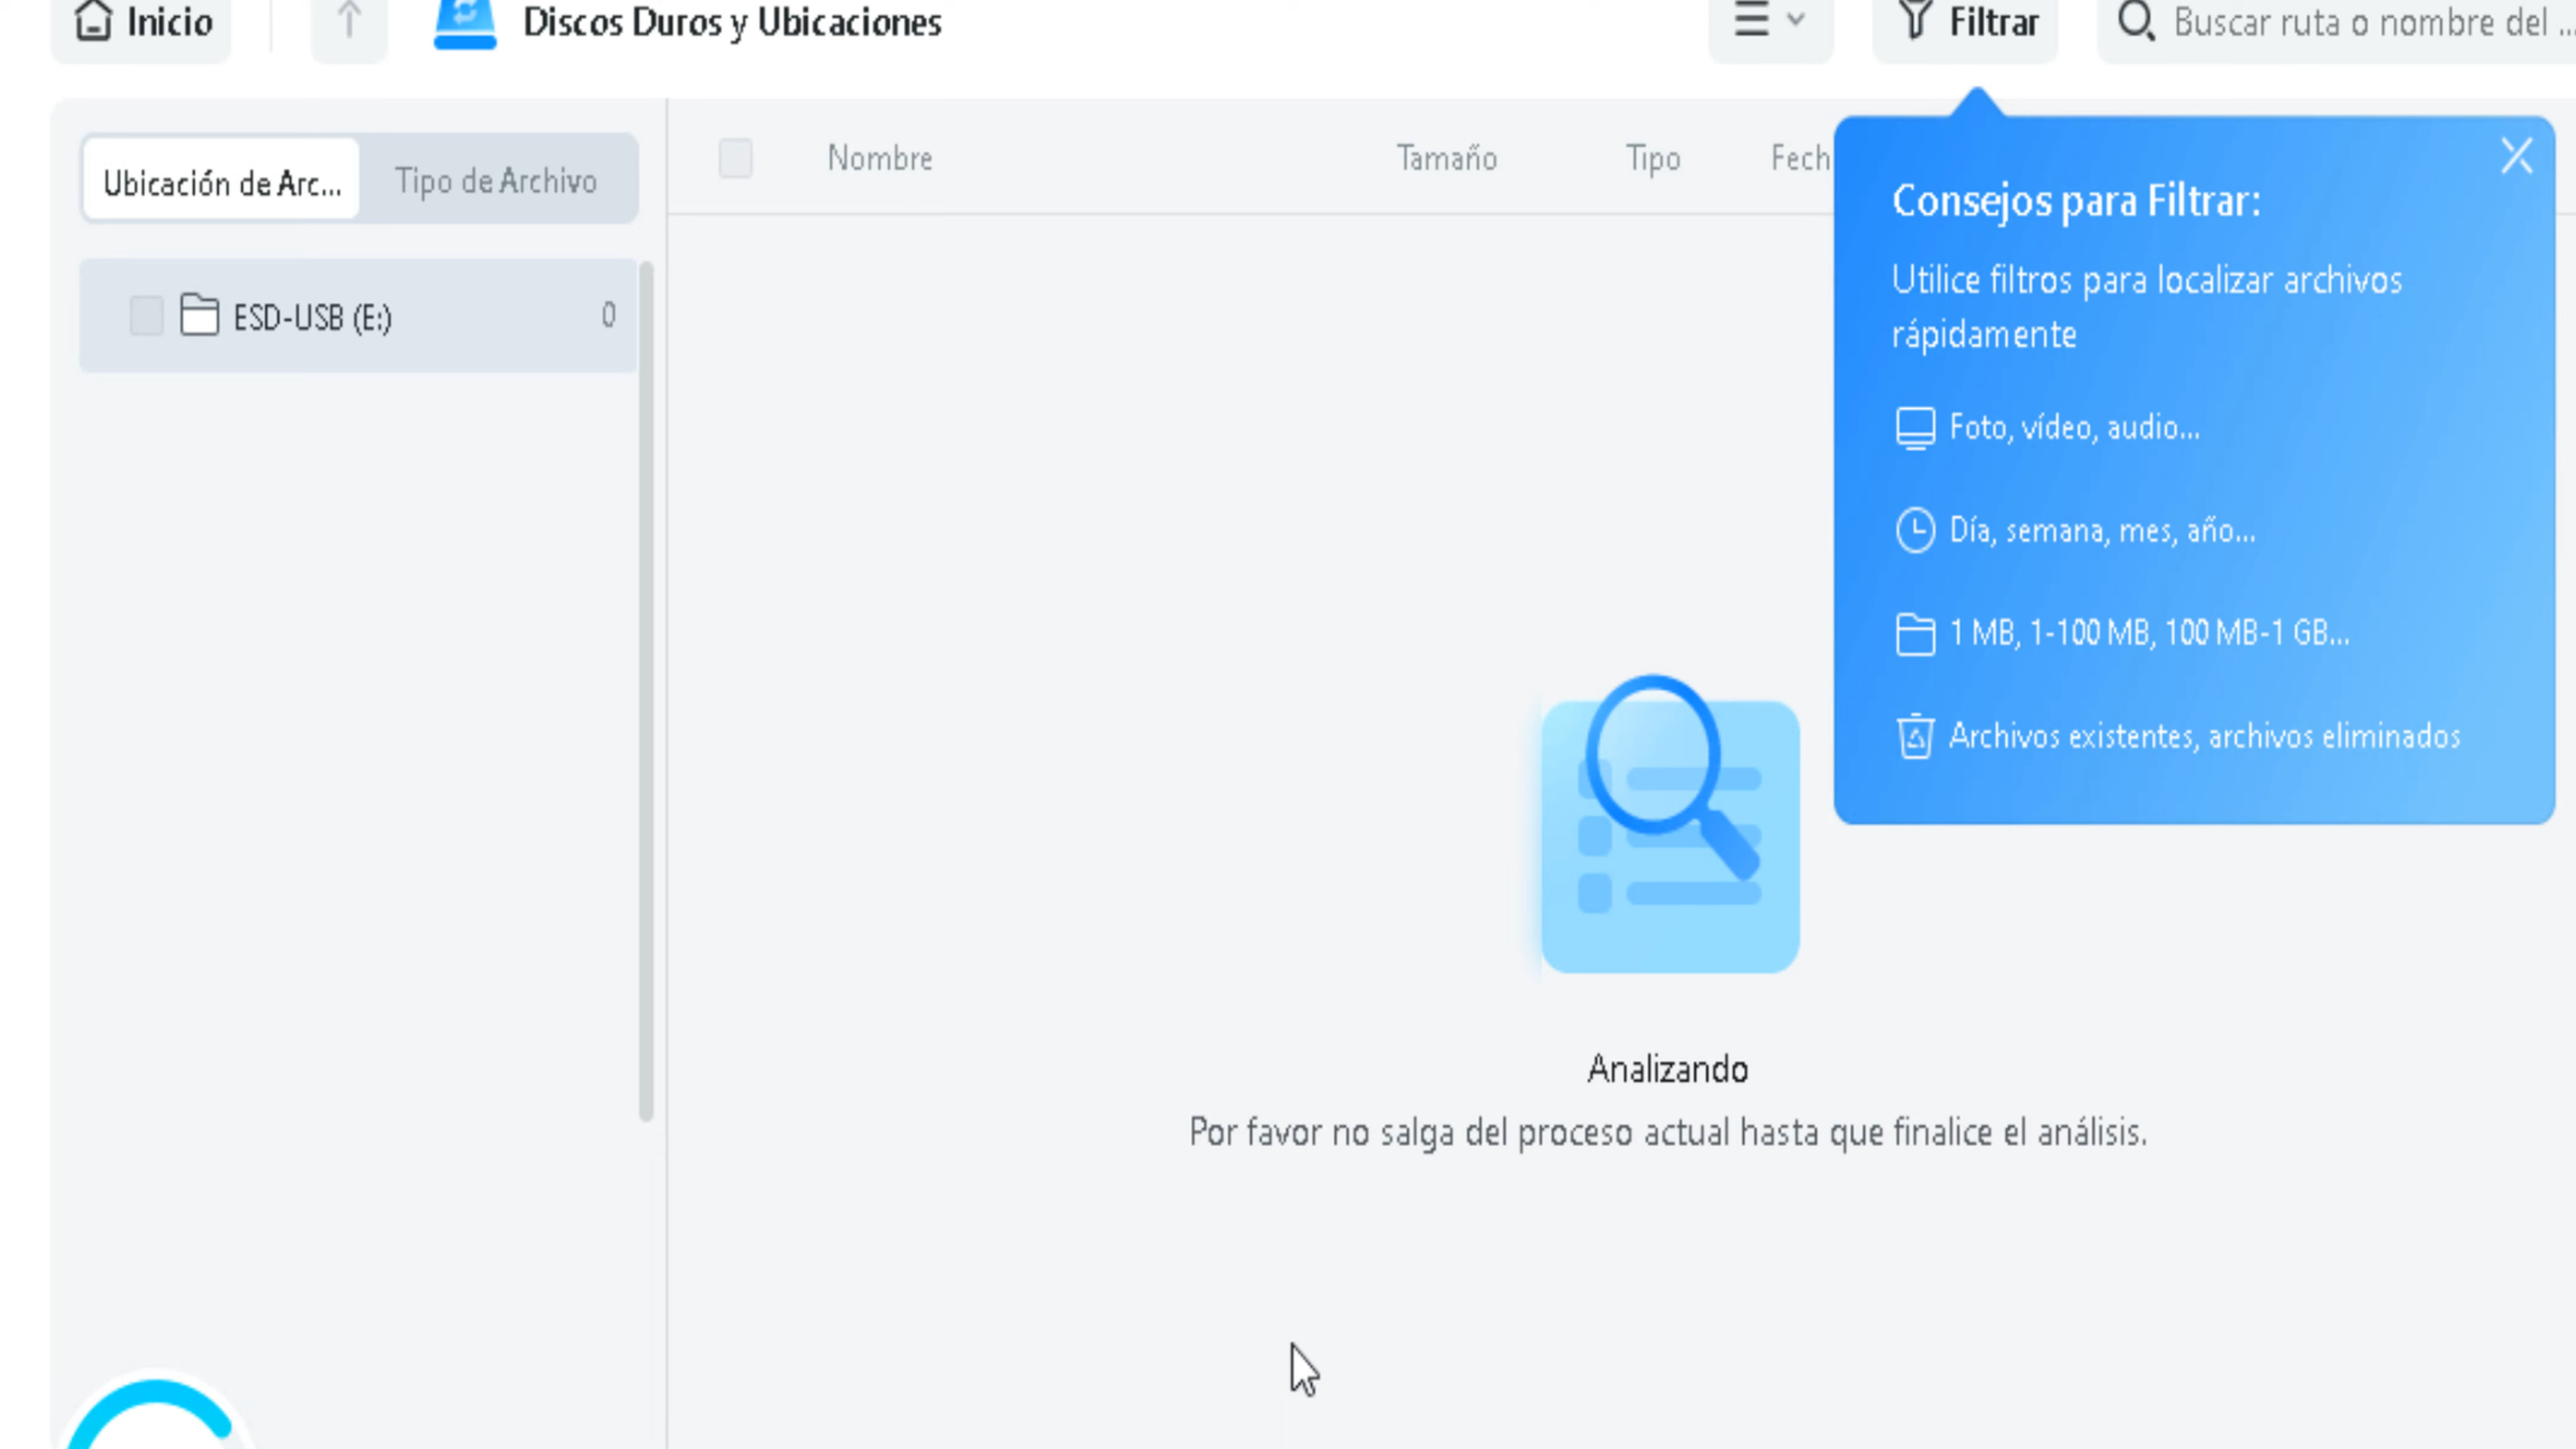 Inicio
Discos Duros y Ubicaciones
Filtrar
Buscar ruta o nombre del ...
Ubicación de Arc...
Tipo de Archivo
Nombre
Tamaño
Tipo
Fech
ESD-USB (E:)
0
Consejos para Filtrar:
Utilice filtros para localizar archivos
rápidamente
Foto, vídeo, audio...
Día, semana, mes, año...
1 MB, 1-100 MB, 100 MB-1 GB...
Archivos existentes, archivos eliminados
Analizando
Por favor no salga del proceso actual hasta que finalice el análisis.